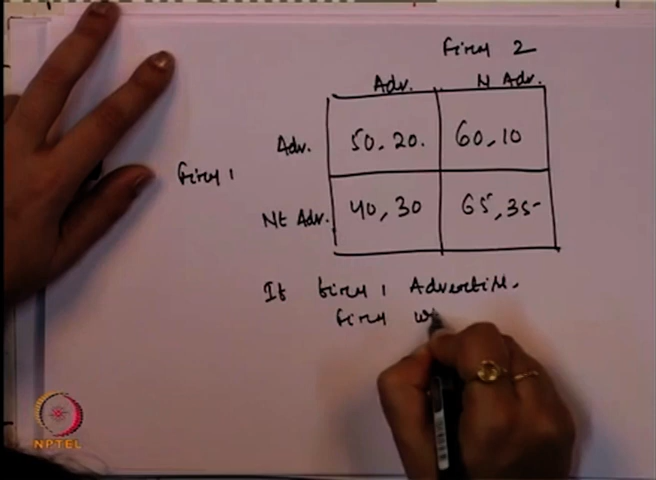 Firm 2
Adv. N Adv.
Adv. 50, 20. 60, 10
Firm 1
Nt Adv. 40, 30 65, 35
If firm 1 Advertise.
firm w
NPTEL